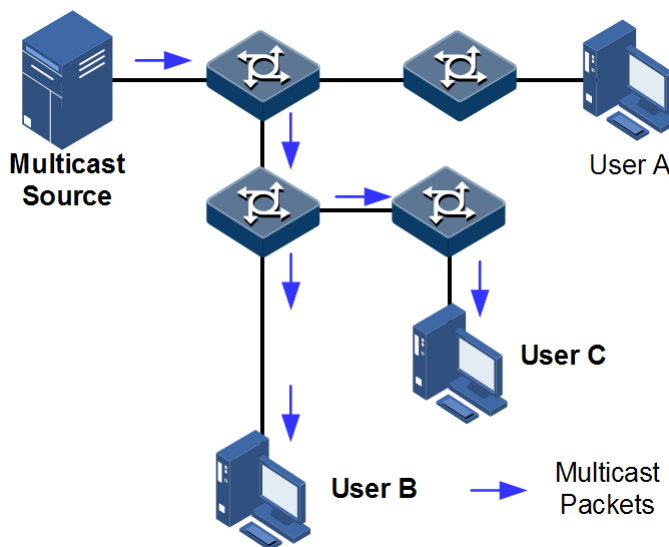 Multicast
Source
User A
User C
User B
Multicast
Packets